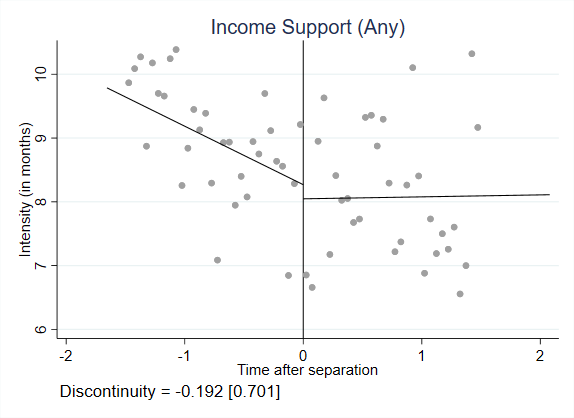 Income Support (Any)
Intensity (in months)
10
9
8
7
6
-2 -1 0 1 2
Time after separation
Discontinuity = -0.192 [0.701]